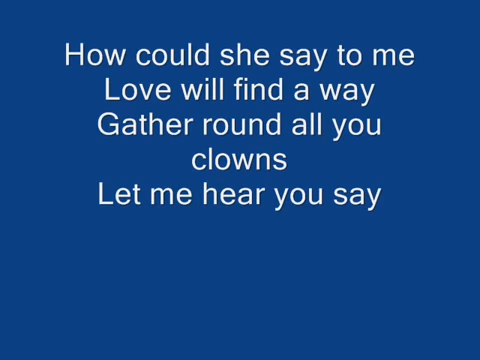 How could she say to me
Love will find a way
Gather round all you
clowns
Let me hear you say